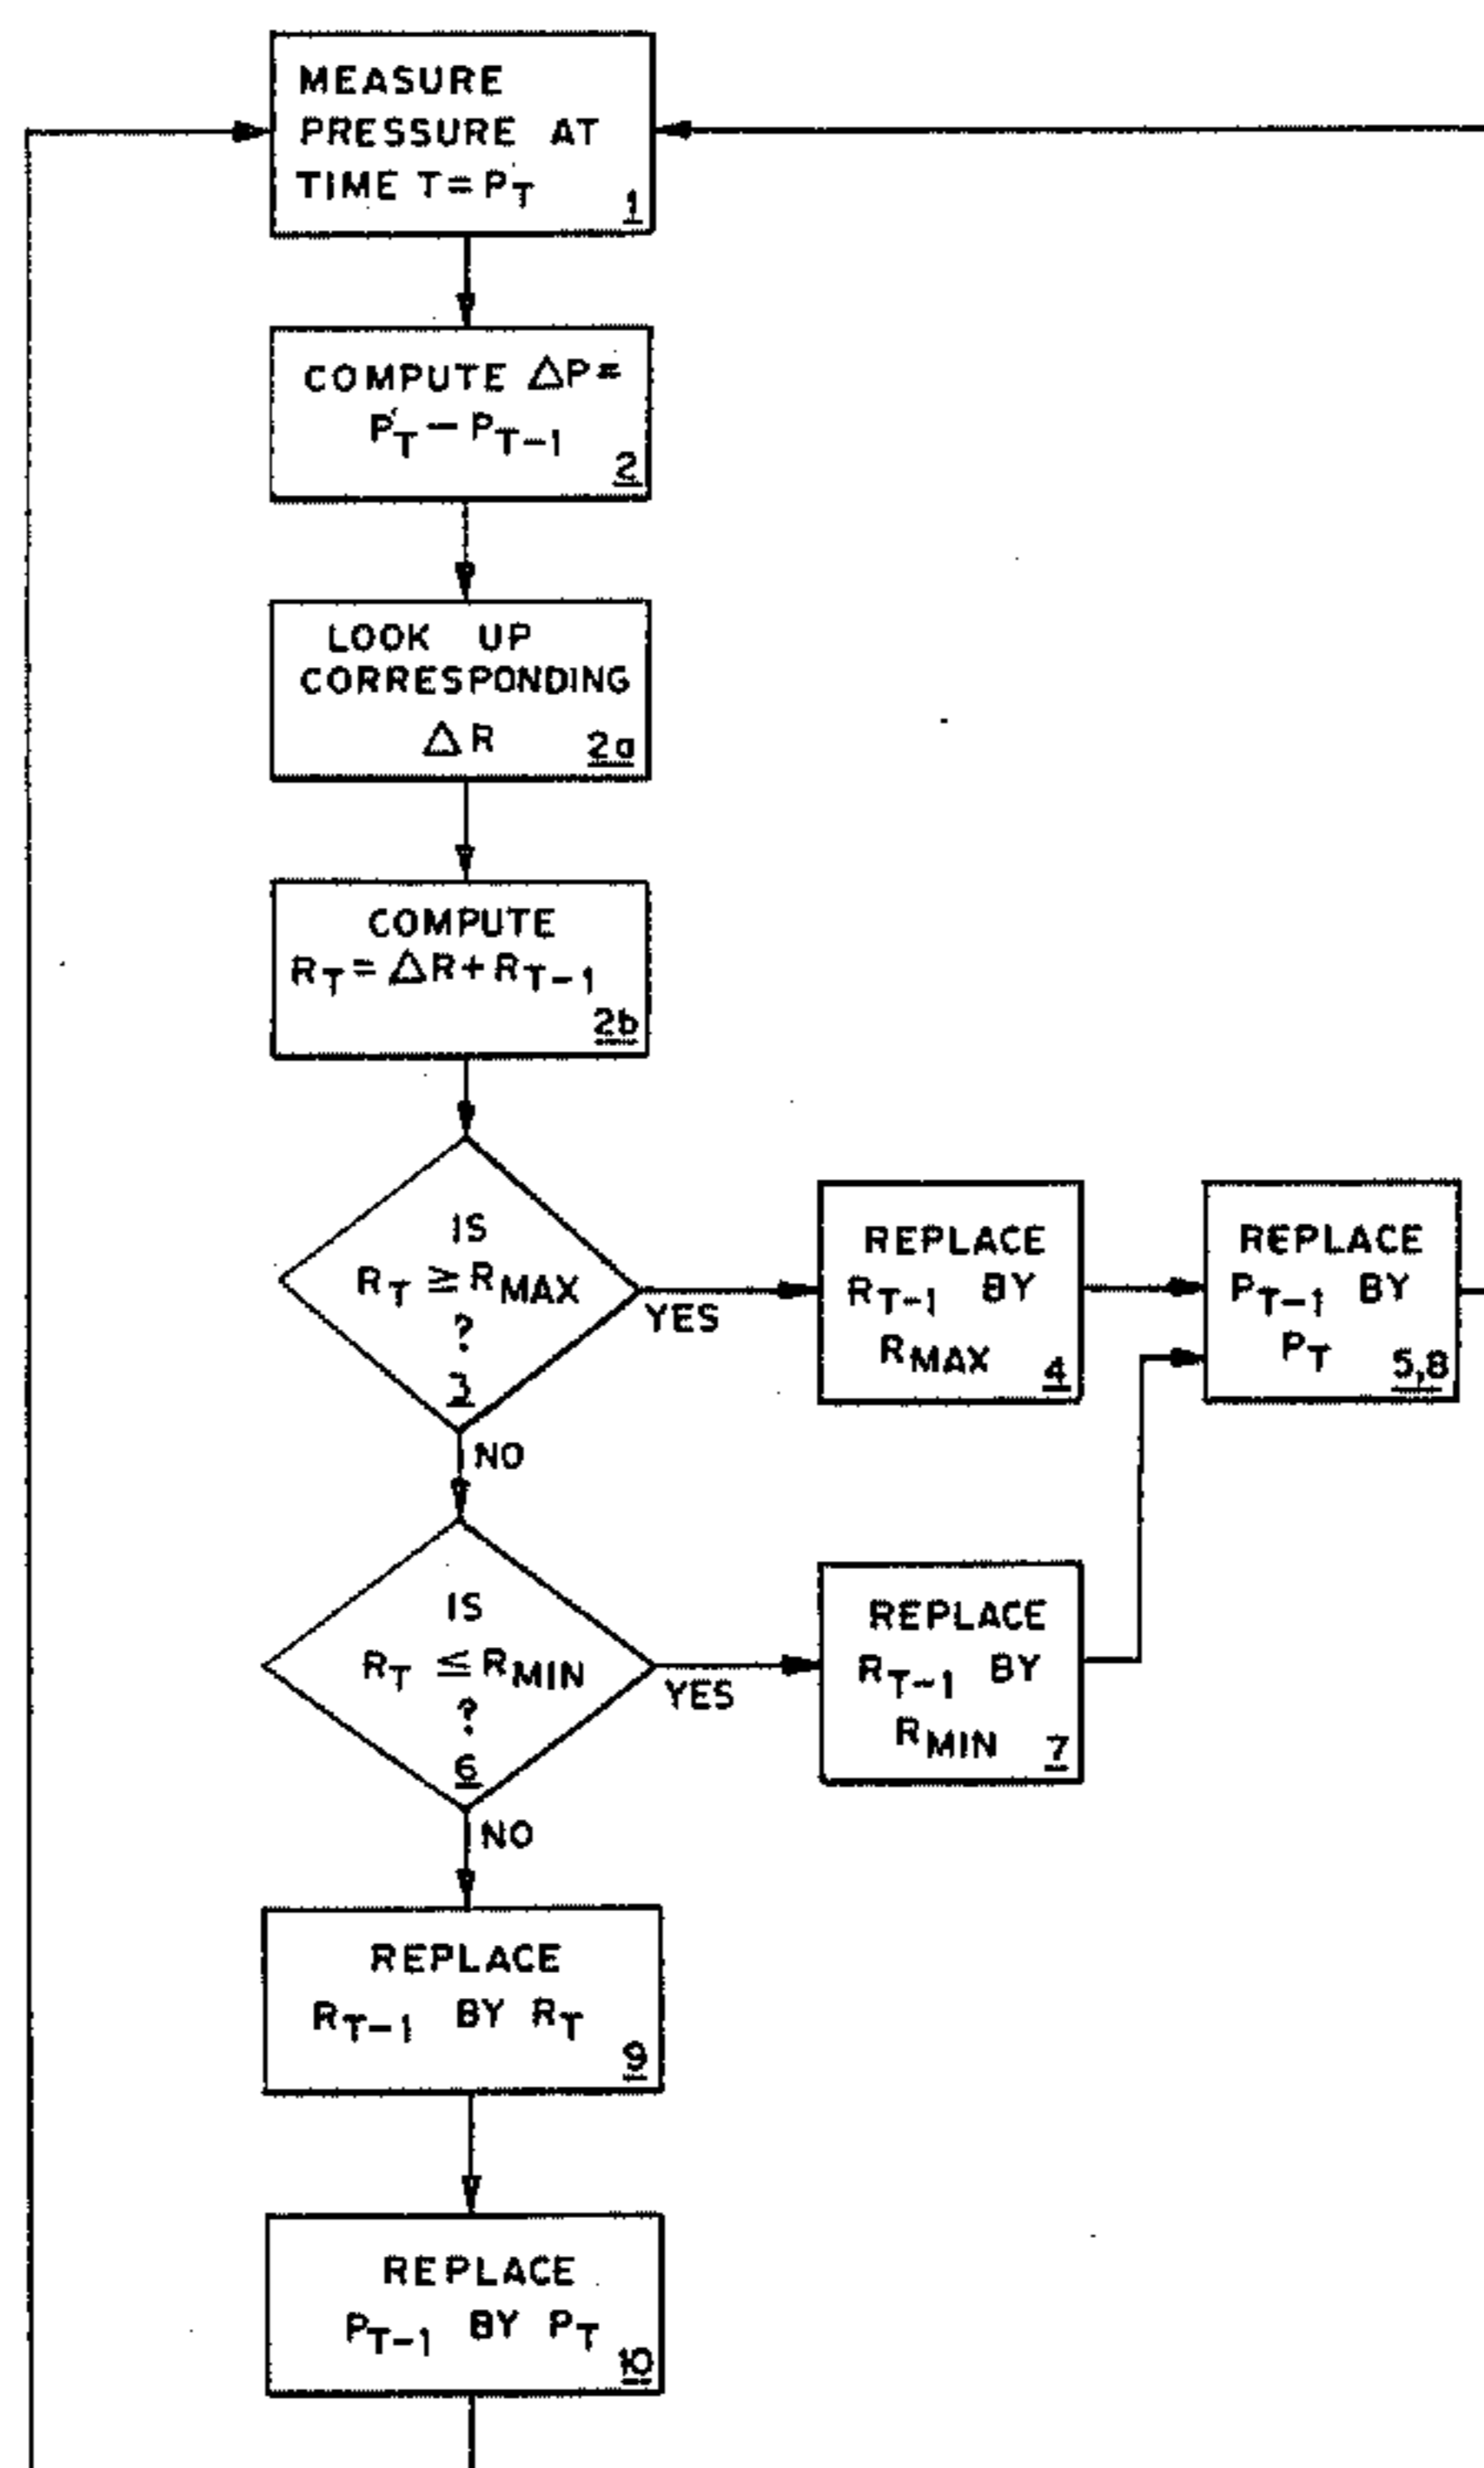 MEASURE
PRESSURE AT
TIME T = P_T
1
COMPUTE ΔP =
P_T - P_T-1
2
LOOK UP
CORRESPONDING
ΔR
2a
COMPUTE
R_T = ΔR + R_T-1
2b
IS
R_T ≥ R_MAX
?
3
YES
REPLACE
R_T-1 BY
R_MAX
4
REPLACE
P_T-1 BY
P_T
5,8
NO
IS
R_T ≤ R_MIN
?
6
YES
REPLACE
R_T-1 BY
R_MIN
7
NO
REPLACE
R_T-1 BY R_T
9
REPLACE
P_T-1 BY P_T
10